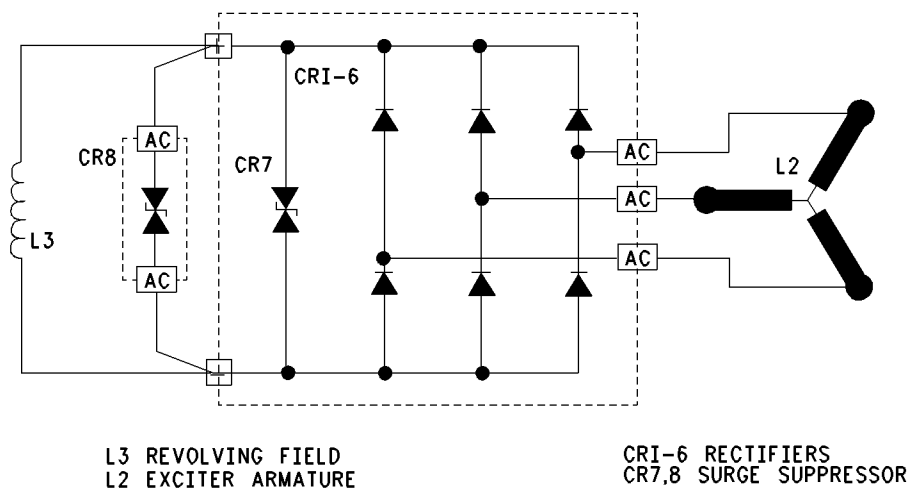 CRI-6
AC
CR8
CR7
AC
L2
AC
L3
AC
AC
L3 REVOLVING FIELD
L2 EXCITER ARMATURE
CRI-6 RECTIFIERS
CR7,8 SURGE SUPPRESSOR